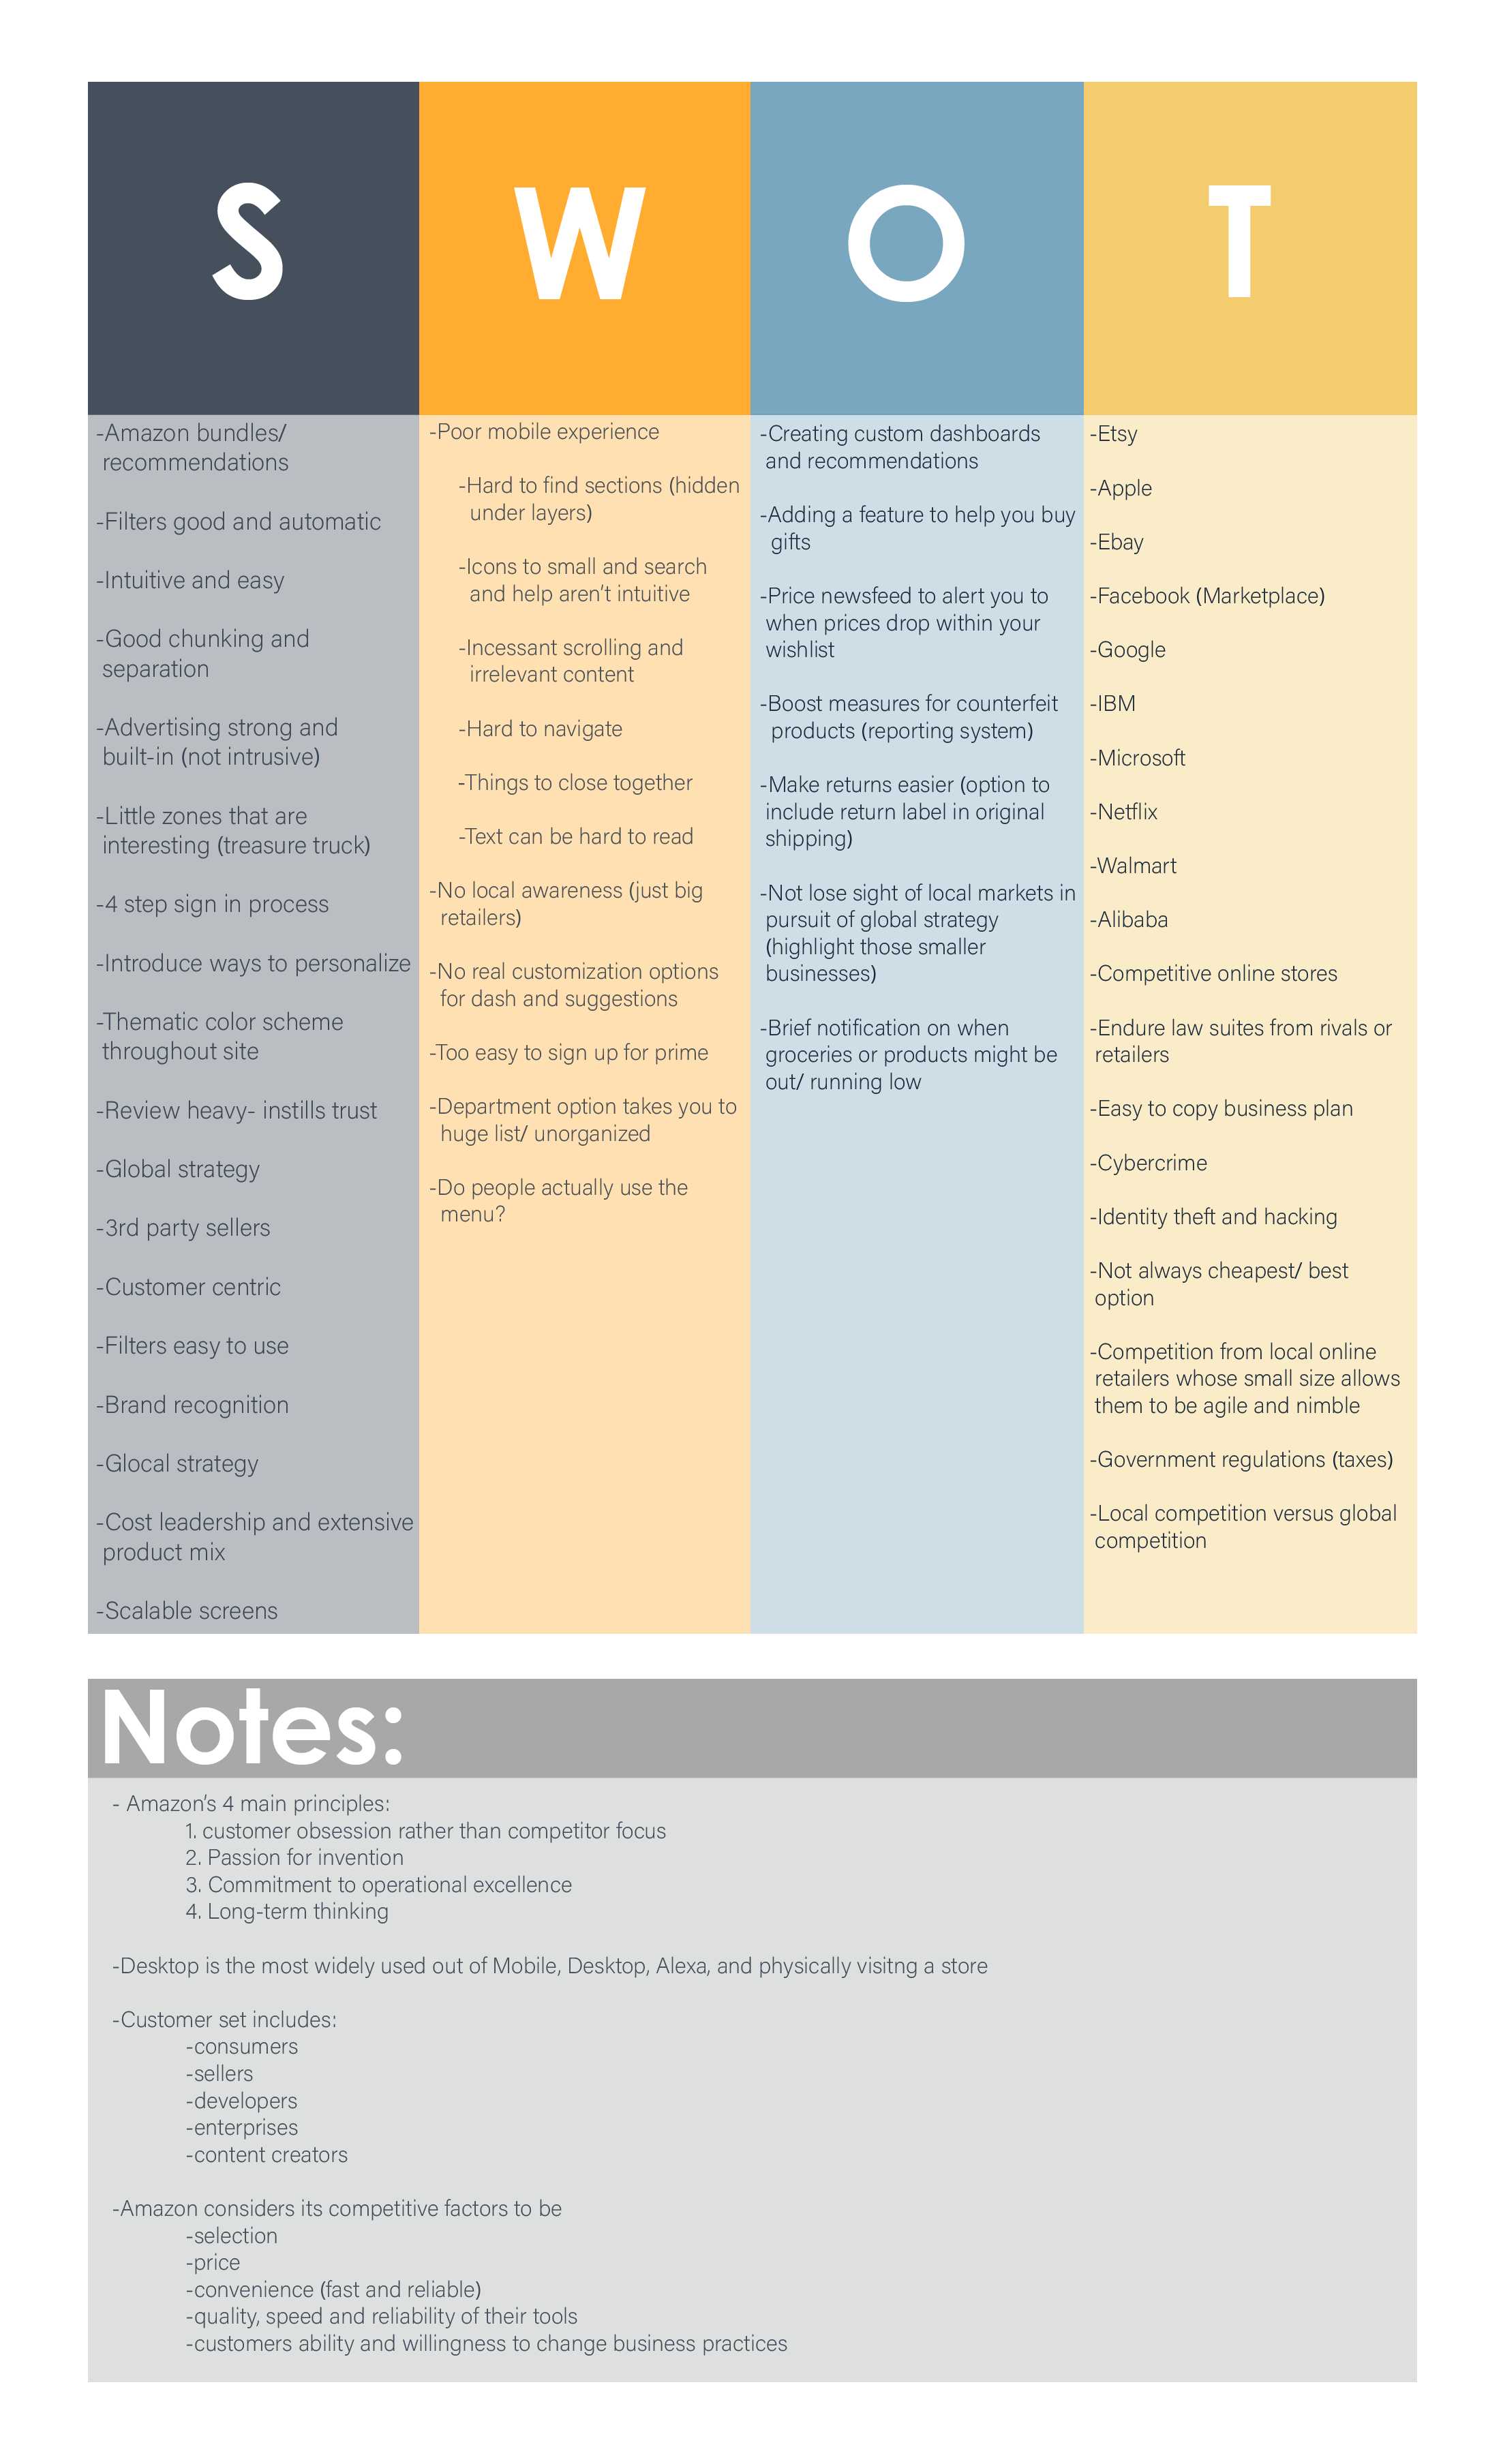 S
W
O
T
-Amazon bundles/
recommendations
-Filters good and automatic
-Intuitive and easy
-Good chunking and
separation
-Advertising strong and
built-in (not intrusive)
-Little zones that are
interesting (treasure truck)
-4 step sign in process
-Introduce ways to personalize
-Thematic color scheme
throughout site
-Review heavy- instills trust
-Global strategy
-3rd party sellers
-Customer centric
-Filters easy to use
-Brand recognition
-Glocal strategy
-Cost leadership and extensive
product mix
-Scalable screens
-Poor mobile experience
-Hard to find sections (hidden
under layers)
-Icons to small and search
and help aren't intuitive
-Incessant scrolling and
irrelevant content
-Hard to navigate
-Things to close together
-Text can be hard to read
-No local awareness (just big
retailers)
-No real customization options
for dash and suggestions
-Too easy to sign up for prime
-Department option takes you to
huge list/ unorganized
-Do people actually use the
menu?
-Creating custom dashboards
and recommendations
-Adding a feature to help you buy
gifts
-Price newsfeed to alert you to
when prices drop within your
wishlist
-Boost measures for counterfeit
products (reporting system)
-Make returns easier (option to
include return label in original
shipping)
-Not lose sight of local markets in
pursuit of global strategy
(highlight those smaller
businesses)
-Brief notification on when
groceries or products might be
out/ running low
-Etsy
-Apple
-Ebay
-Facebook (Marketplace)
-Google
-IBM
-Microsoft
-Netflix
-Walmart
-Alibaba
-Competitive online stores
-Endure law suites from rivals or
retailers
-Easy to copy business plan
-Cybercrime
-Identity theft and hacking
-Not always cheapest/ best
option
-Competition from local online
retailers whose small size allows
them to be agile and nimble
-Government regulations (taxes)
-Local competition versus global
competition
Notes:
- Amazon's 4 main principles:
1. customer obsession rather than competitor focus
2. Passion for invention
3. Commitment to operational excellence
4. Long-term thinking
-Desktop is the most widely used out of Mobile, Desktop, Alexa, and physically visitng a store
-Customer set includes:
-consumers
-sellers
-developers
-enterprises
-content creators
-Amazon considers its competitive factors to be
-selection
-price
-convenience (fast and reliable)
-quality, speed and reliability of their tools
-customers ability and willingness to change business practices